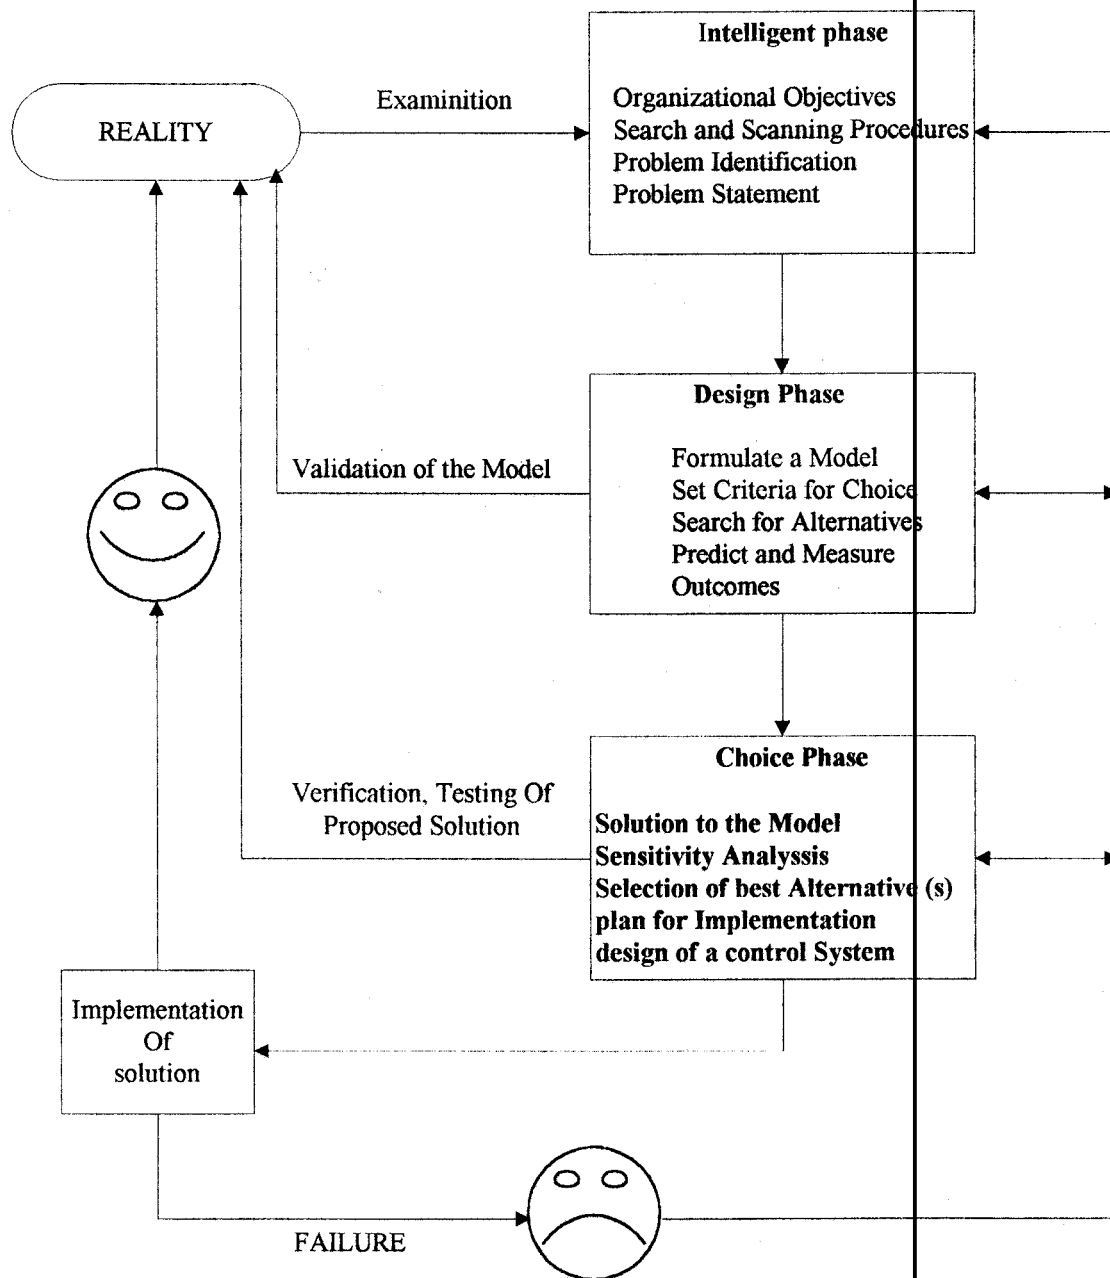 Intelligent phase
Examinition
REALITY
Organizational Objectives
Search and Scanning Procedures
Problem Identification
Problem Statement
Design Phase
Validation of the Model
Formulate a Model
Set Criteria for Choice
Search for Alternatives
Predict and Measure
Outcomes
Choice Phase
Verification, Testing Of
Proposed Solution
Solution to the Model
Sensitivity Analyssis
Selection of best Alternative (s)
plan for Implementation
design of a control System
Implementation
Of
solution
FAILURE